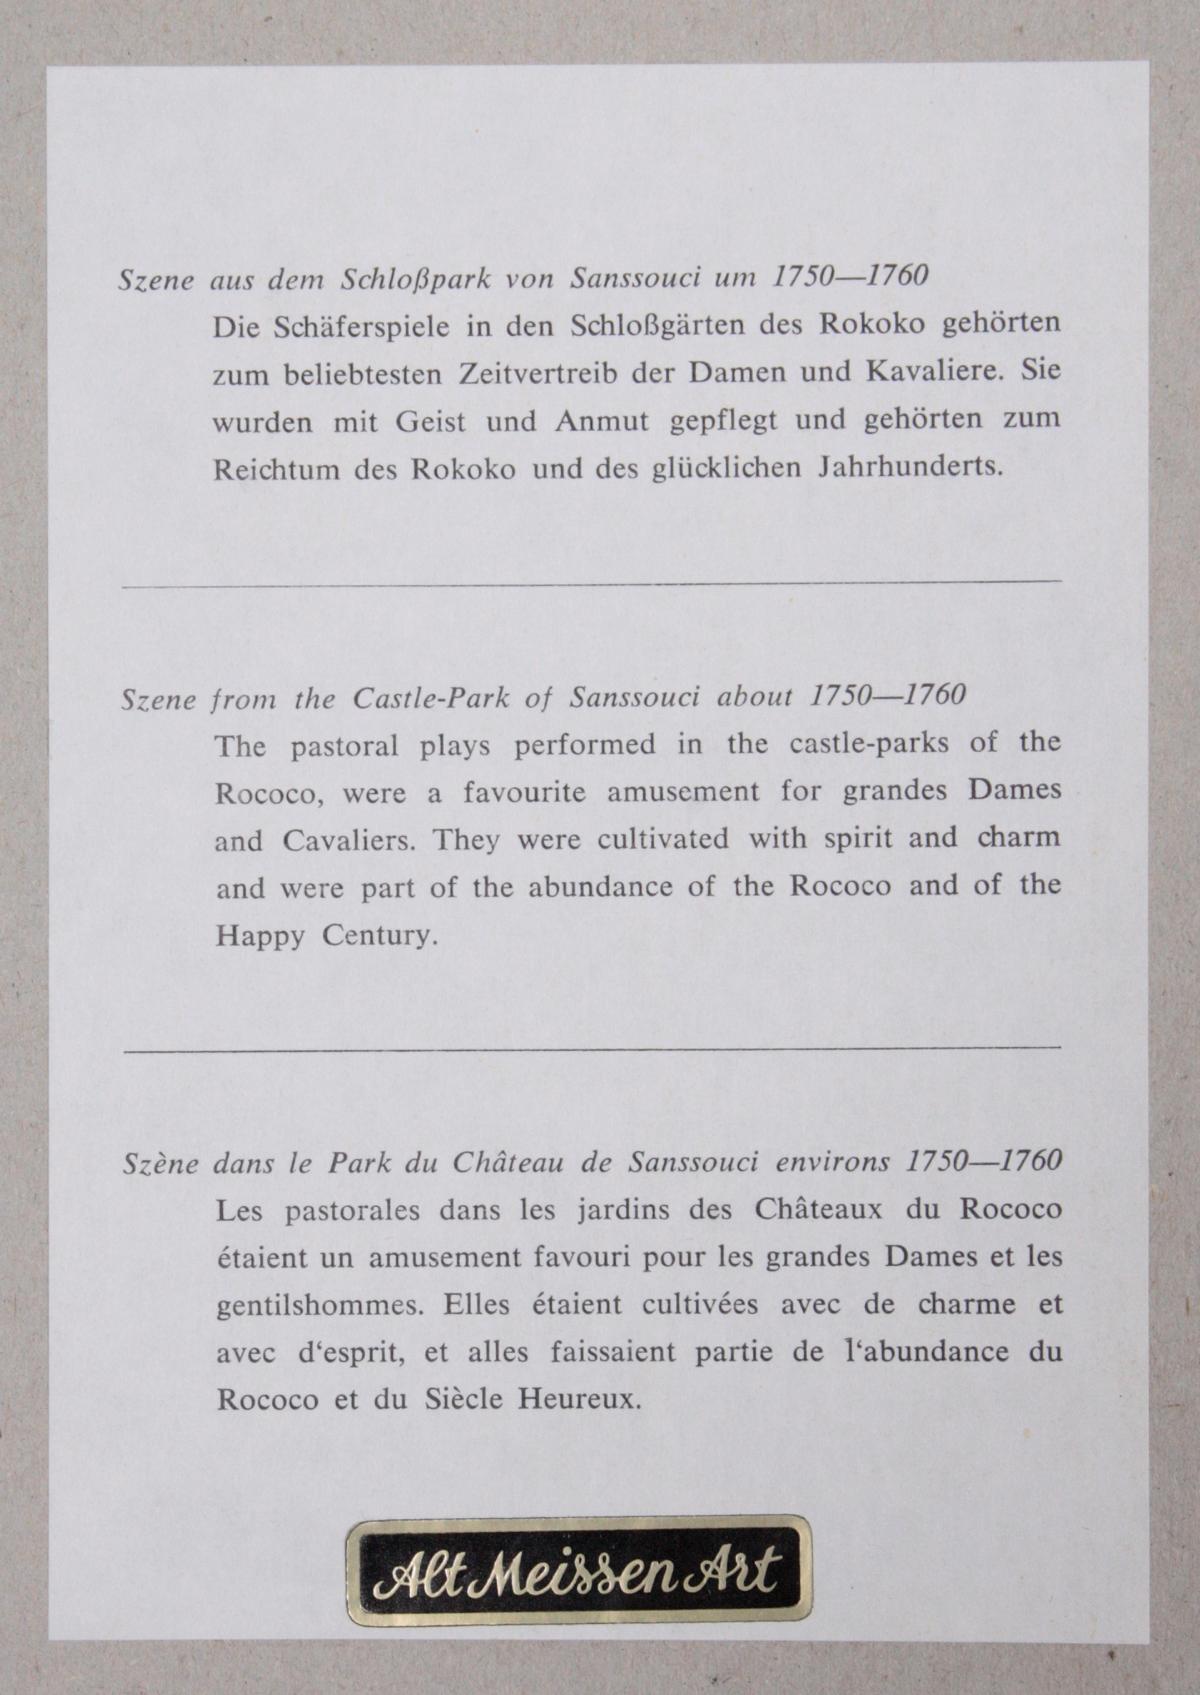 Szene aus dem Schloßpark von Sanssouci um 1750—1760
Die Schäferspiele in den Schloßgärten des Rokoko gehörten
zum beliebtesten Zeitvertreib der Damen und Kavaliere. Sie
wurden mit Geist und Anmut gepflegt und gehörten zum
Reichtum des Rokoko und des glücklichen Jahrhunderts.
Szene from the Castle-Park of Sanssouci about 1750—1760
The pastoral plays performed in the castle-parks of the
Rococo, were a favourite amusement for grandes Dames
and Cavaliers. They were cultivated with spirit and charm
and were part of the abundance of the Rococo and of the
Happy Century.
Szène dans le Park du Château de Sanssouci environs 1750—1760
Les pastorales dans les jardins des Châteaux du Rococo
étaient un amusement favouri pour les grandes Dames et les
gentilshommes. Elles étaient cultivées avec de charme et
avec d‘esprit, et alles faissaient partie de l‘abundance du
Rococo et du Siècle Heureux.
Alt Meissen Art